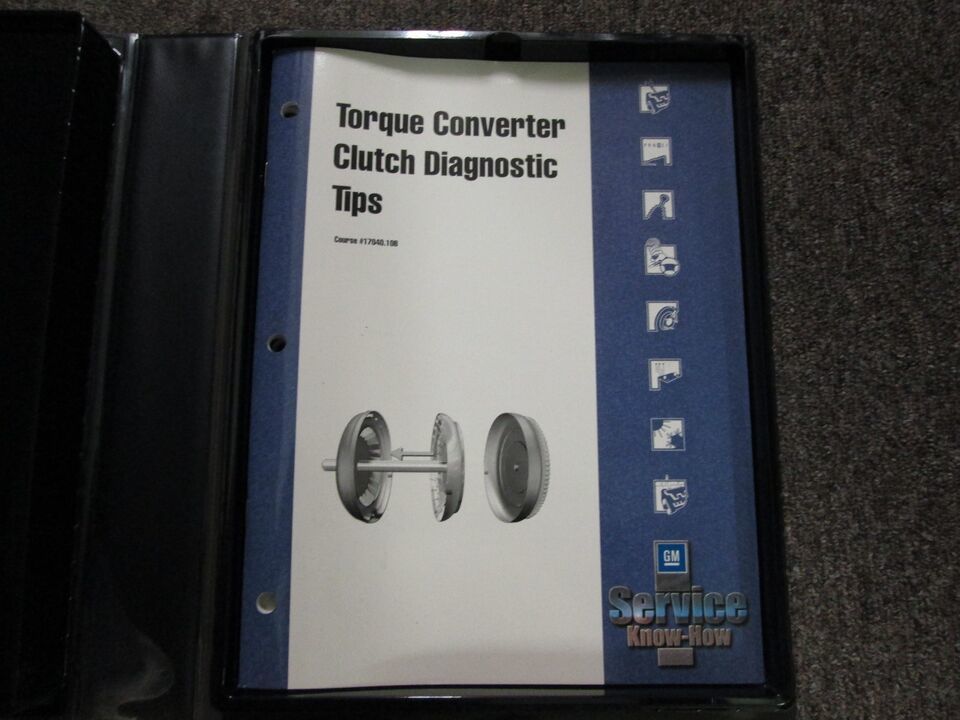 Torque Converter
Clutch Diagnostic
Tips
Course #17040.10B
GM
Service
Know-How